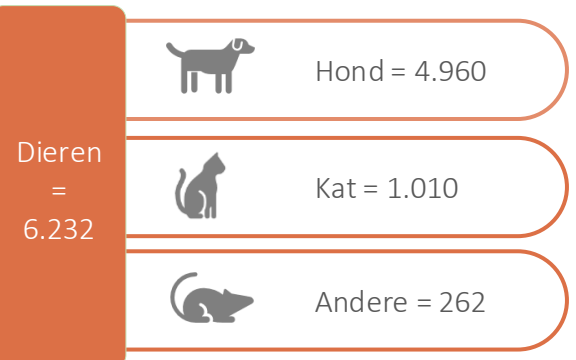 Dieren
=
6.232
Hond = 4.960
Kat = 1.010
Andere = 262